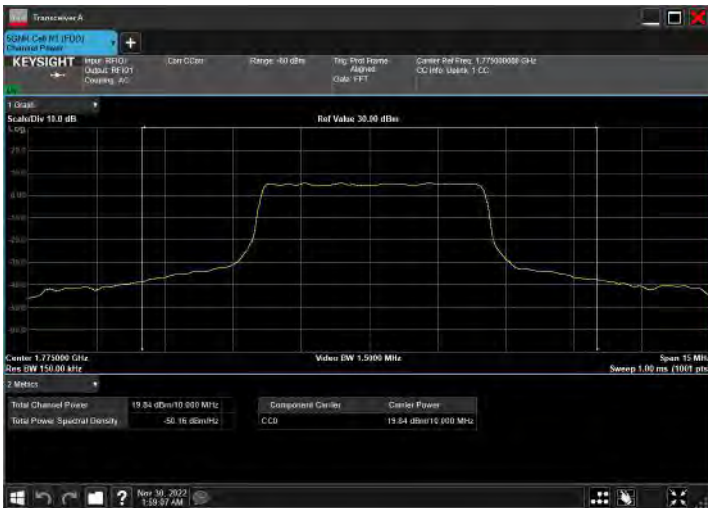 Transceiver A
5GNR Cell N1 (FDD)
Channel Power
+
KEYSIGHT
Input: RFIO1
Output: RFIO1
Coupling: AC
Corr CCorr
Range: -60 dBm
Trig: Prot Frame
Aligned
Gate: FFT
Center Ref Freq: 1.775000000 GHz
CC Info: Uplink, 1 CC
1 Graph
Scale/Div 10.0 dB
Ref Value 30.00 dBm
Log
Center 1.775000 GHz
Video BW 1.5000 MHz
Span 15 MHz
Res BW 150.00 kHz
Sweep 1.00 ms (1001 pts
2 Metrics
Total Channel Power
19.84 dBm/10.000 MHz
Total Power Spectral Density
-50.16 dBm/Hz
Component Carrier
Carrier Power
CC0
19.84 dBm/10.000 MHz
?
Nov 30, 2022
1:59:07 AM